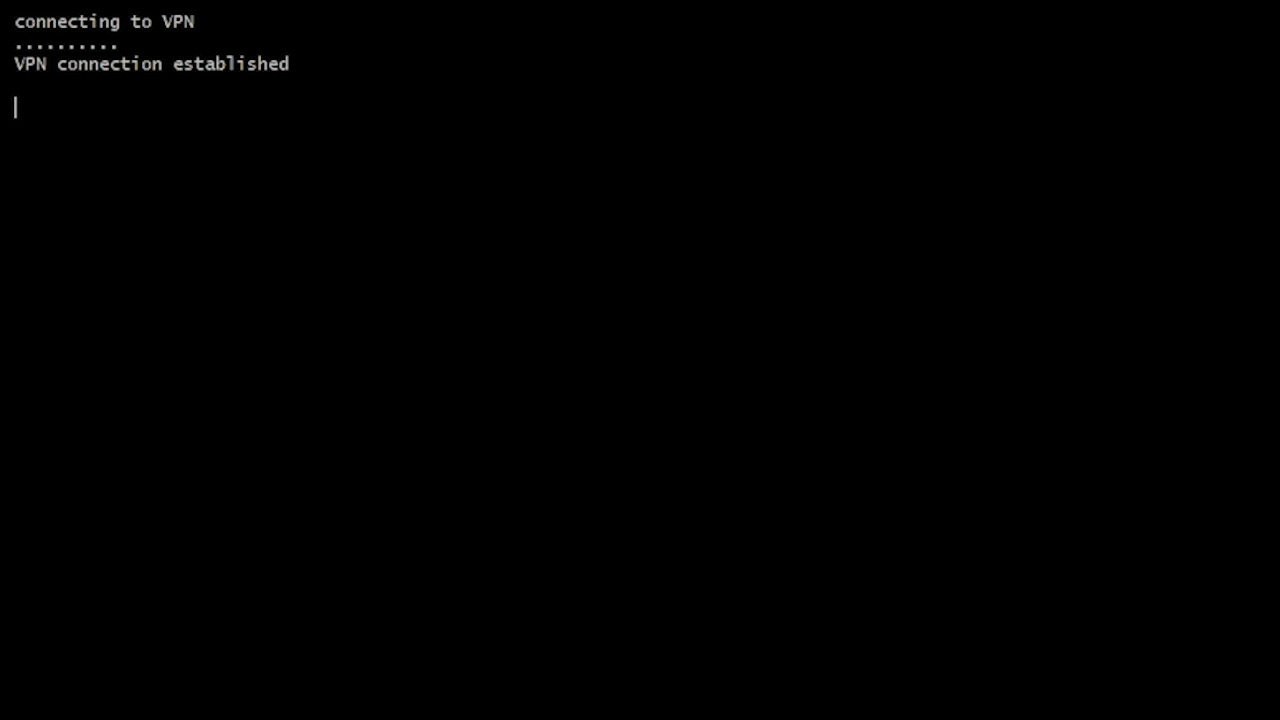 connecting to VPN
..........
VPN connection established